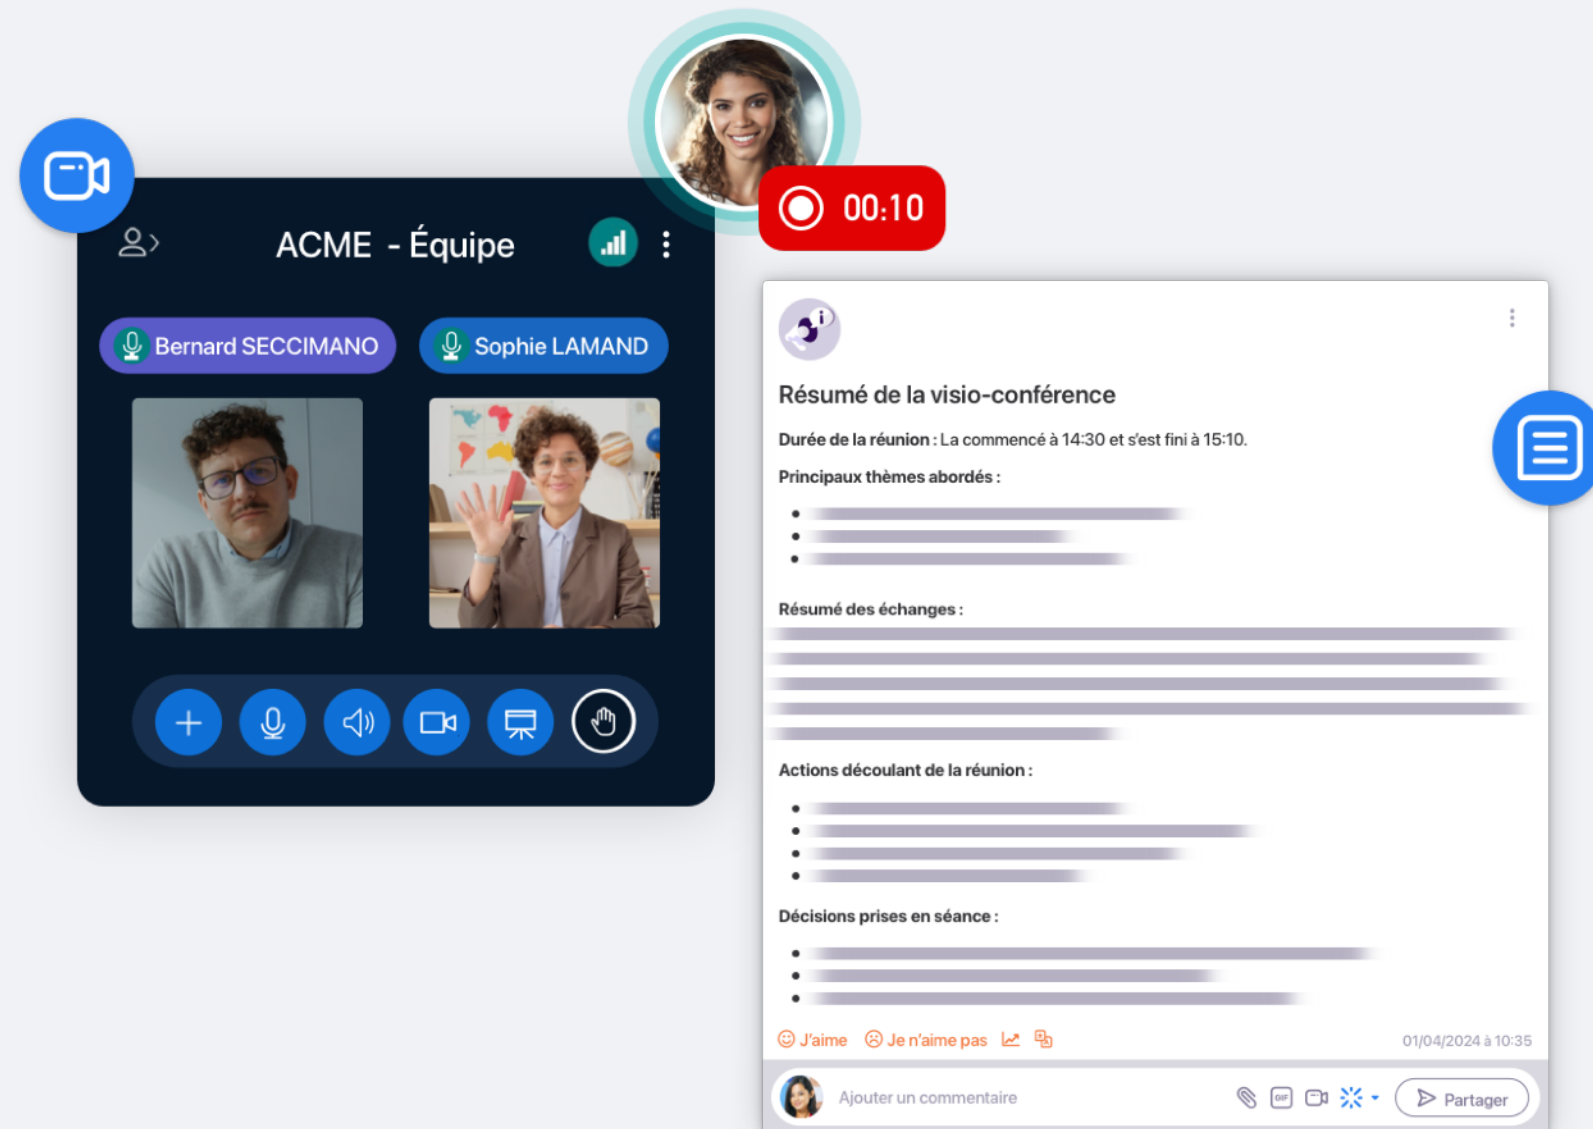 00:10
ACME - Équipe
Bernard SECCIMANO
Sophie LAMAND
i
Résumé de la visio-conférence
Durée de la réunion : La commencé à 14:30 et s'est fini à 15:10.
Principaux thèmes abordés :
Résumé des échanges :
Actions découlant de la réunion :
Décisions prises en séance :
J'aime Je n'aime pas
01/04/2024 à 10:35
Ajouter un commentaire
GIF
Partager